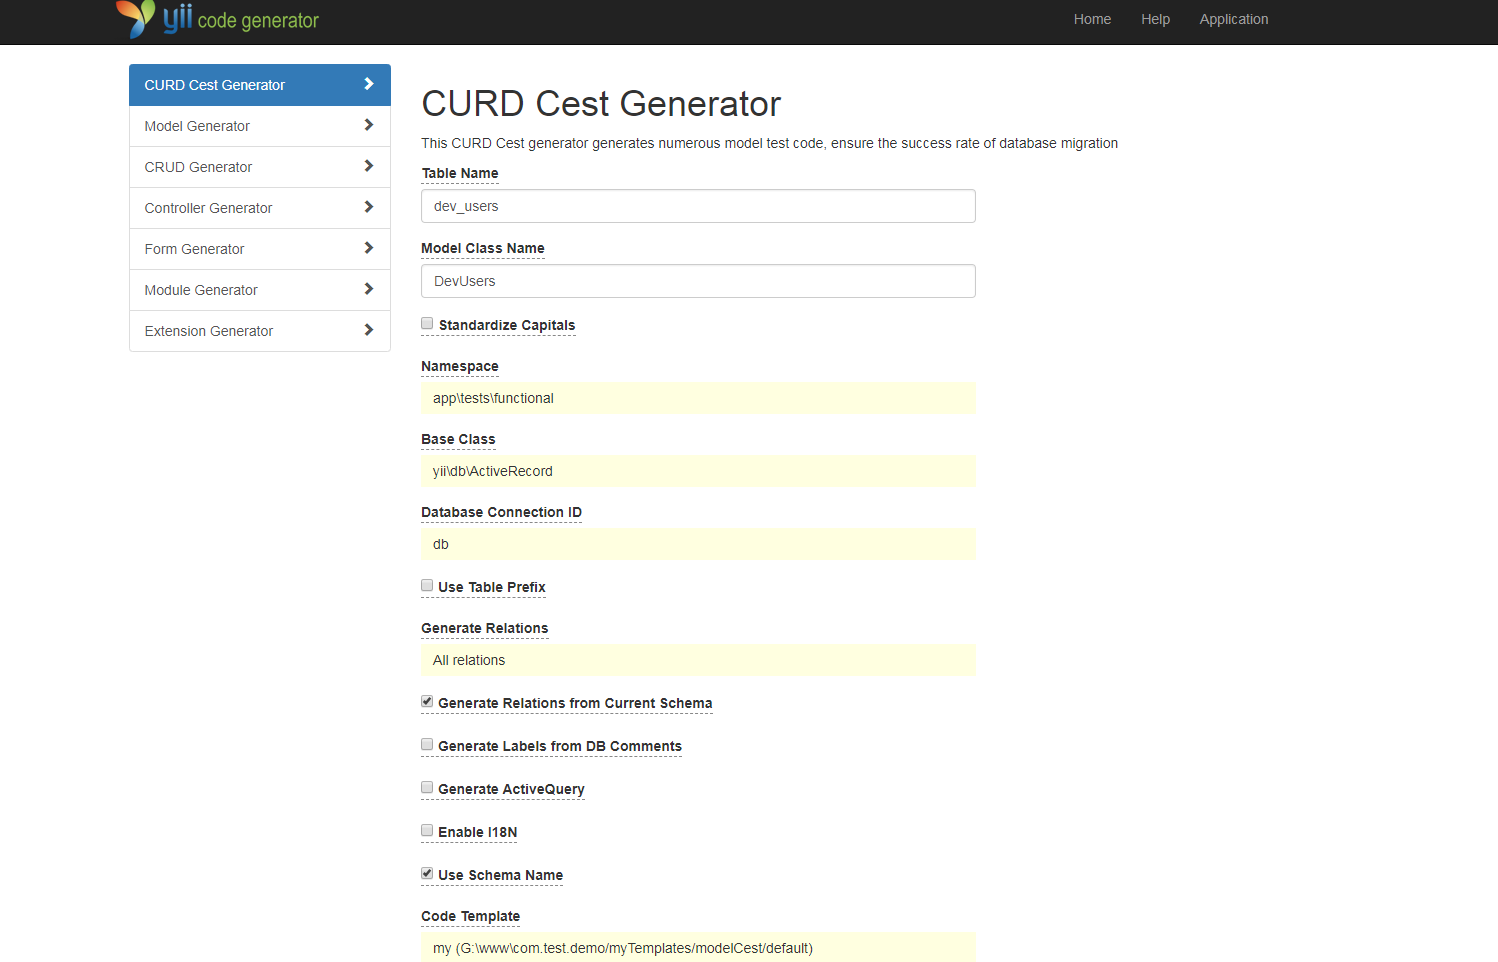 yii code generator
Home Help Application
CURD Cest Generator
Model Generator
CRUD Generator
Controller Generator
Form Generator
Module Generator
Extension Generator
CURD Cest Generator
This CURD Cest generator generates numerous model test code, ensure the success rate of database migration
Table Name
dev_users
Model Class Name
DevUsers
Standardize Capitals
Namespace
app\tests\functional
Base Class
yii\db\ActiveRecord
Database Connection ID
db
Use Table Prefix
Generate Relations
All relations
Generate Relations from Current Schema
Generate Labels from DB Comments
Generate ActiveQuery
Enable I18N
Use Schema Name
Code Template
my (G:\www\com.test.demo/myTemplates/modelCest/default)